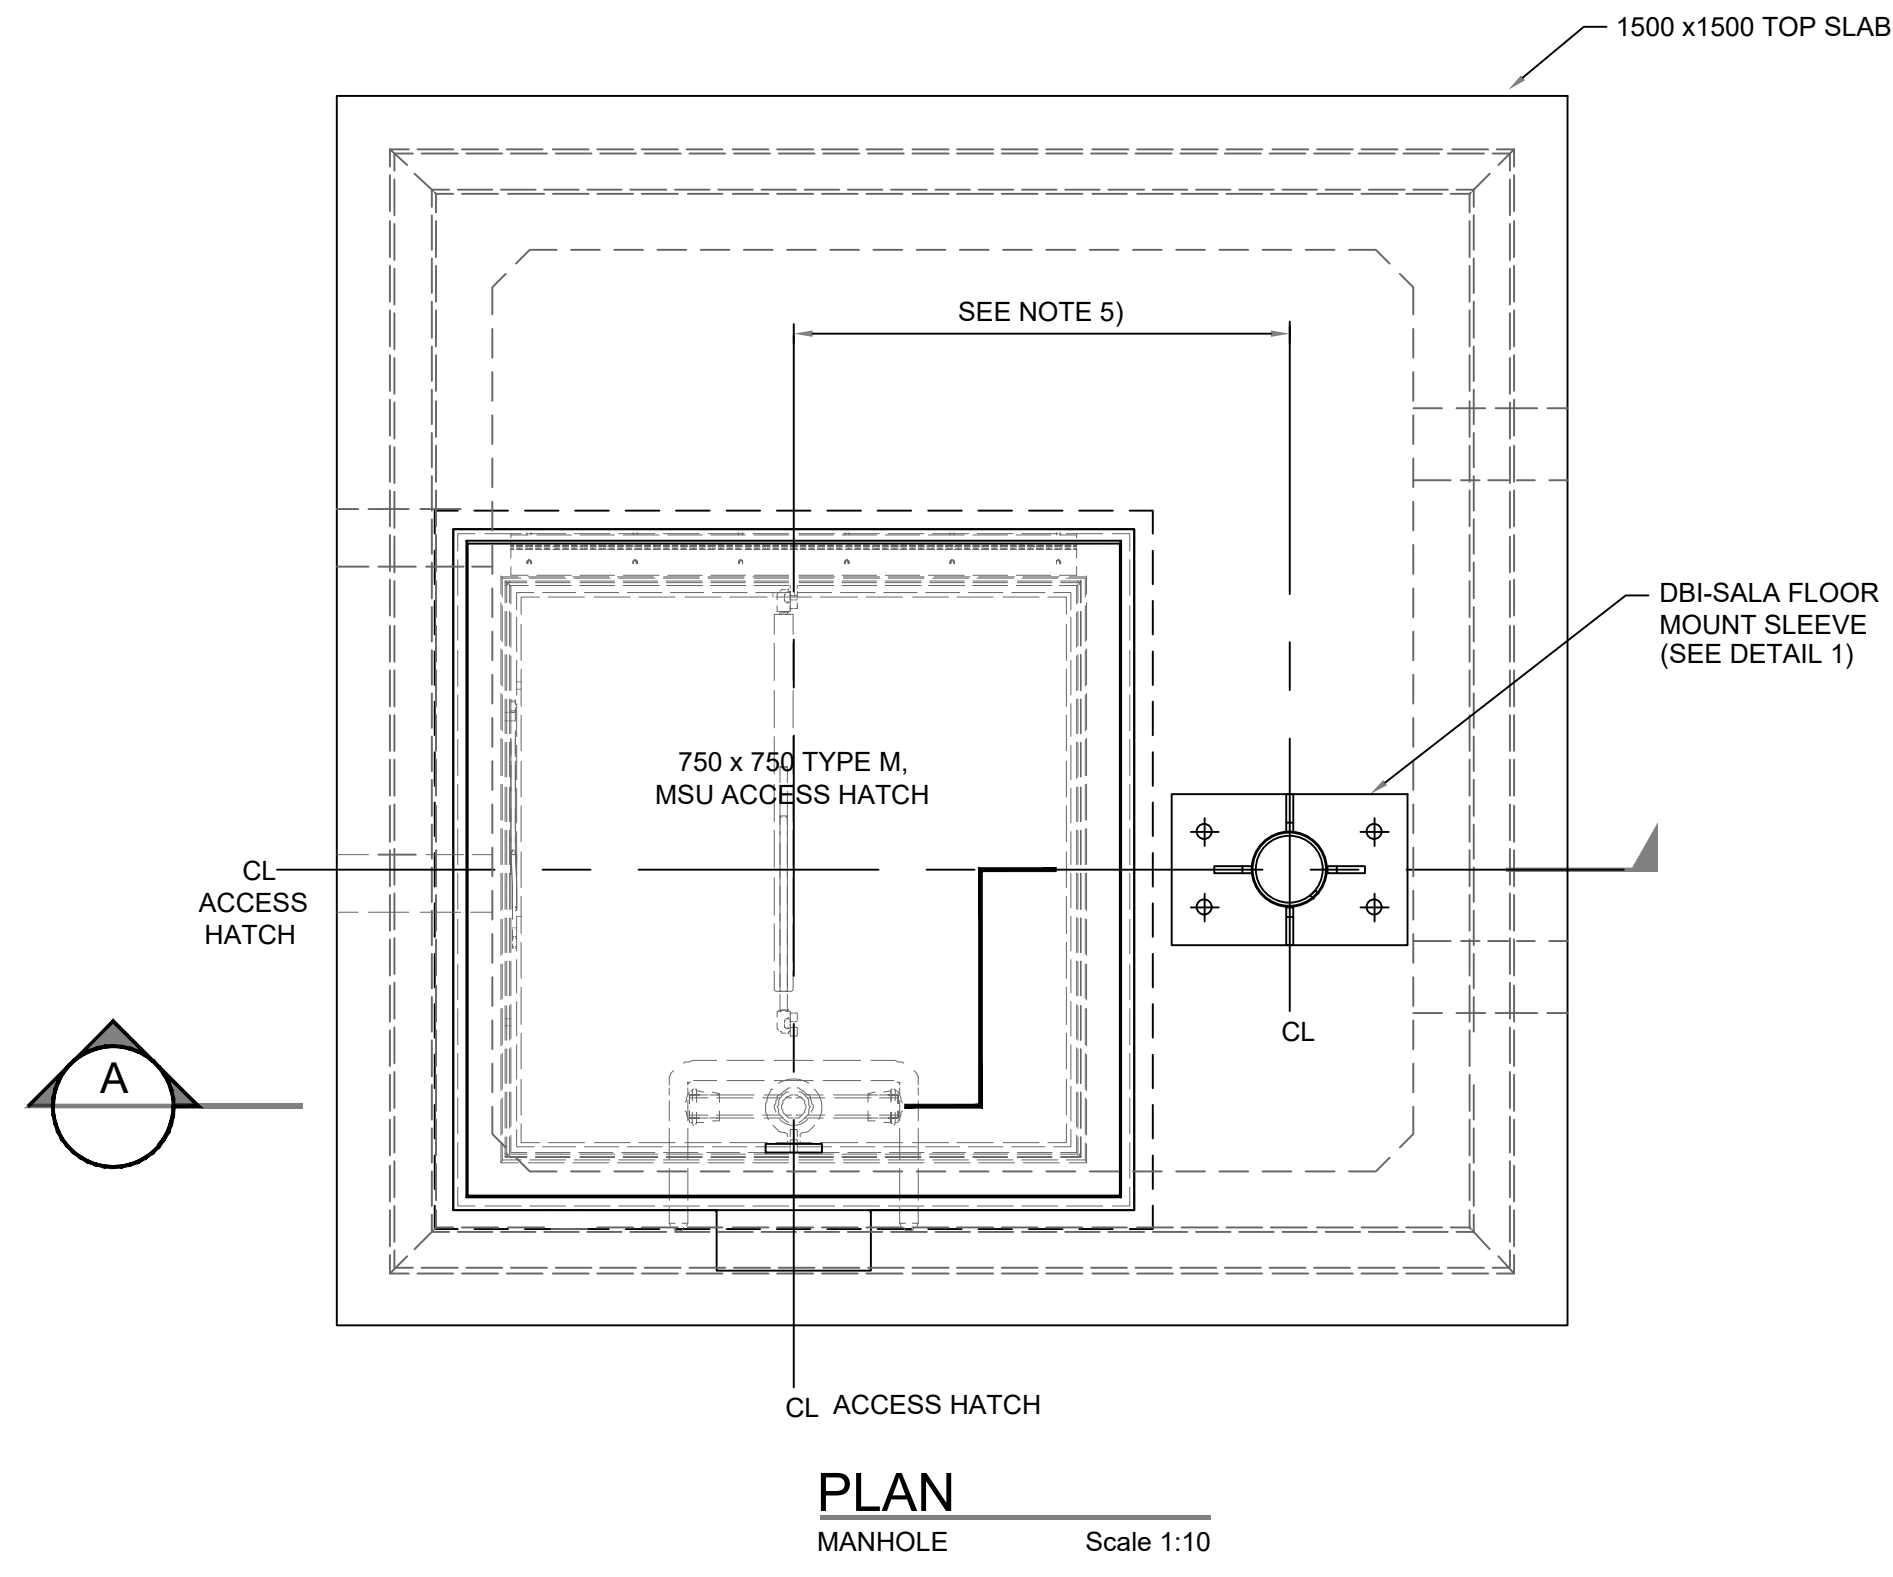 1500 x1500 TOP SLAB
SEE NOTE 5)
DBI-SALA FLOOR
MOUNT SLEEVE
(SEE DETAIL 1)
750 x 750 TYPE M,
MSU ACCESS HATCH
CL
ACCESS
HATCH
CL
A
CL ACCESS HATCH
PLAN
MANHOLE Scale 1:10